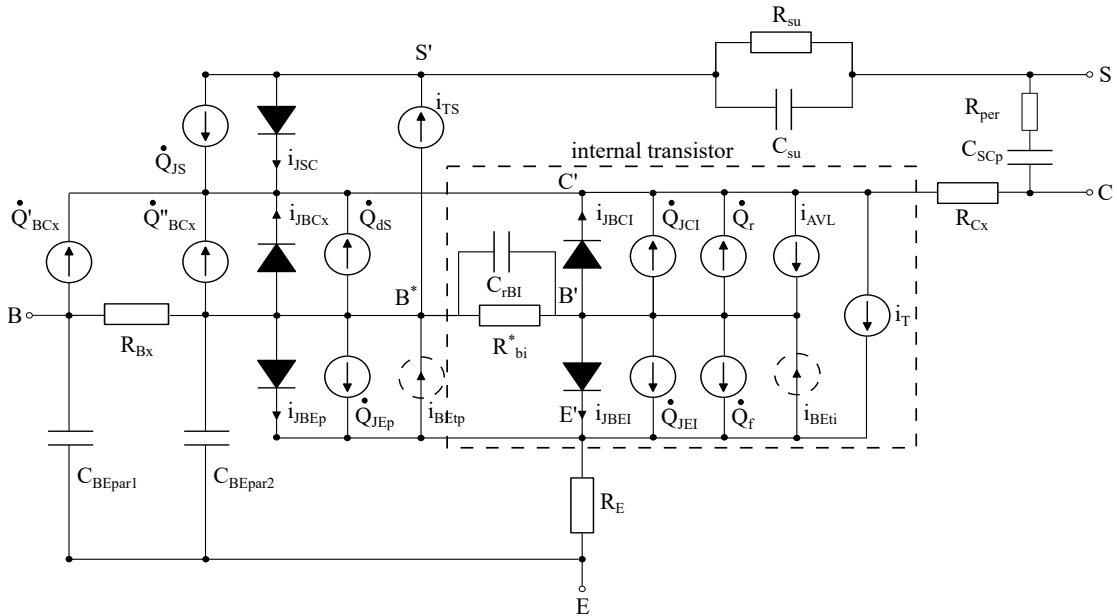 R_su
S'
S
i_TS
R_per
Q̇_JS
i_JSC
C_su
C_SCp
internal transistor
C'
C
Q̇'_BCx
Q̇"_BCx
i_JBCx
Q̇_dS
i_JBCI
Q̇_JCI
Q̇_r
i_AVL
R_Cx
C_rBI
B
B*
B'
i_T
R_Bx
R*_bi
i_JBEp
Q̇_JEp
i_BEtp
E'
i_JBEI
Q̇_JEI
Q̇_f
i_BEti
C_BEpar1
C_BEpar2
R_E
E